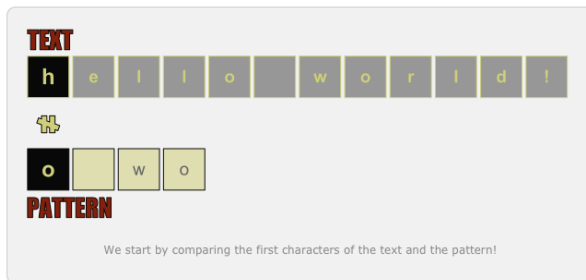 TEXT
h e l l o w o r l d !
≠
o w o
PATTERN
We start by comparing the first characters of the text and the pattern!